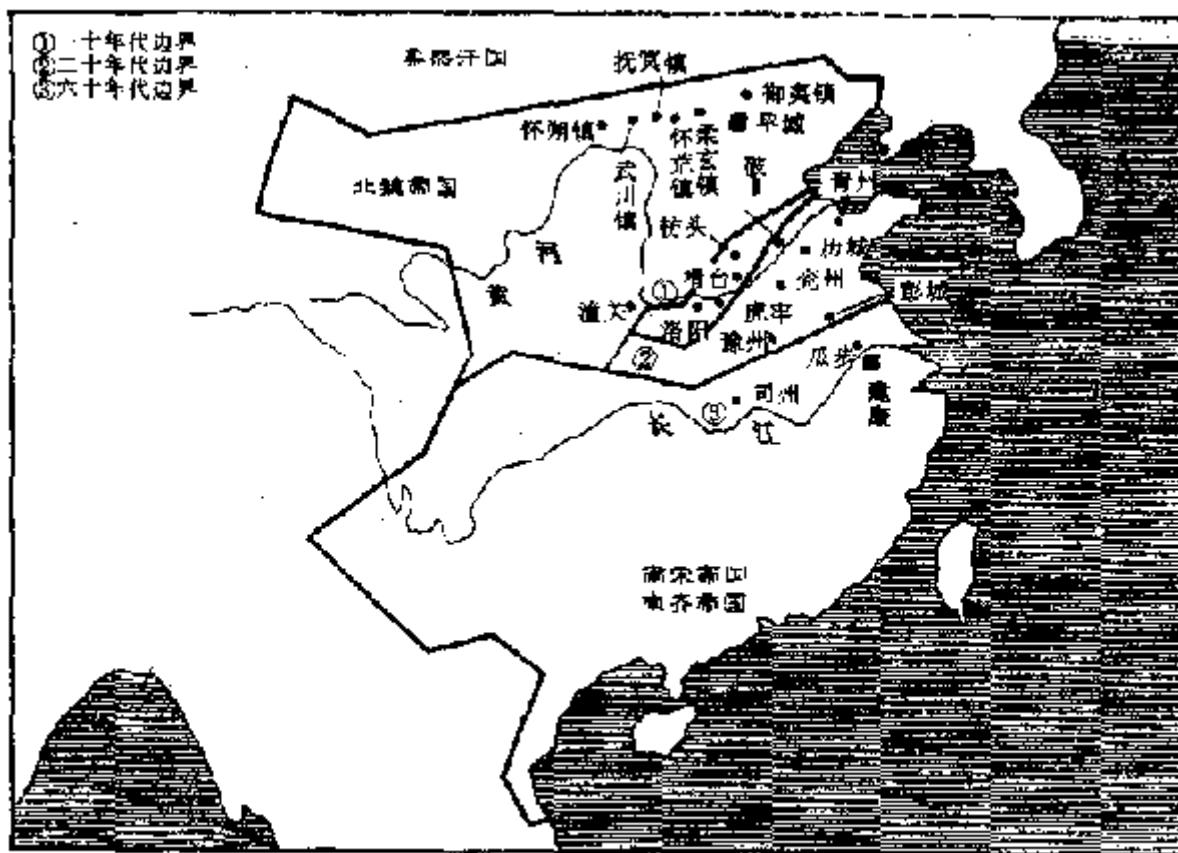 ①一十年代边界
②二十年代边界
③六十年代边界
柔然汗国
抚冥镇
御夷镇
怀朔镇
怀柔
荒玄
镇镇
平城
武川镇
北魏帝国
青州
枋头
历城
黄
河
①
滑台
兖州
彭城
潼关
洛阳
虎牢
②
豫州
瓜步
司州
建康
③
长
江
南宋帝国
南齐帝国